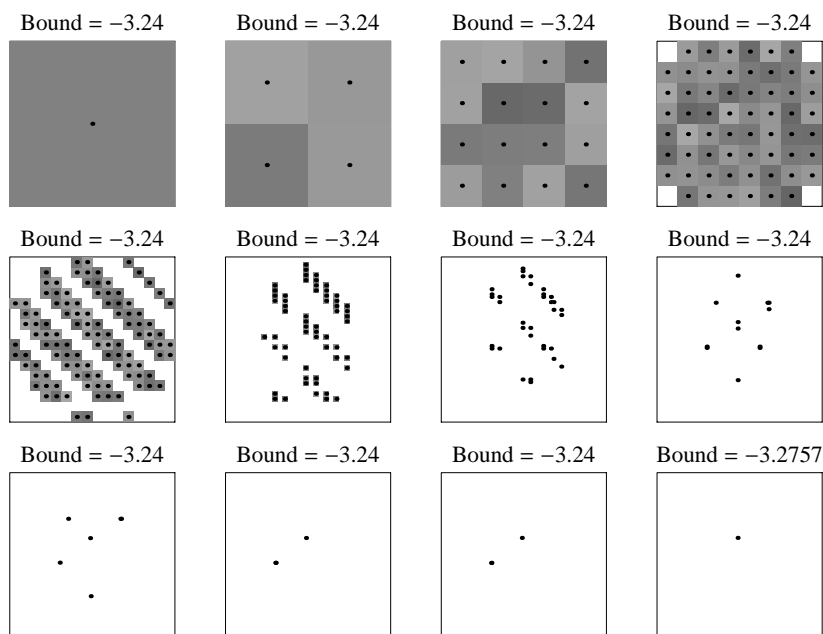 Bound = −3.24 Bound = −3.24 Bound = −3.24 Bound = −3.24
Bound = −3.24 Bound = −3.24 Bound = −3.24 Bound = −3.24
Bound = −3.24 Bound = −3.24 Bound = −3.24 Bound = −3.2757